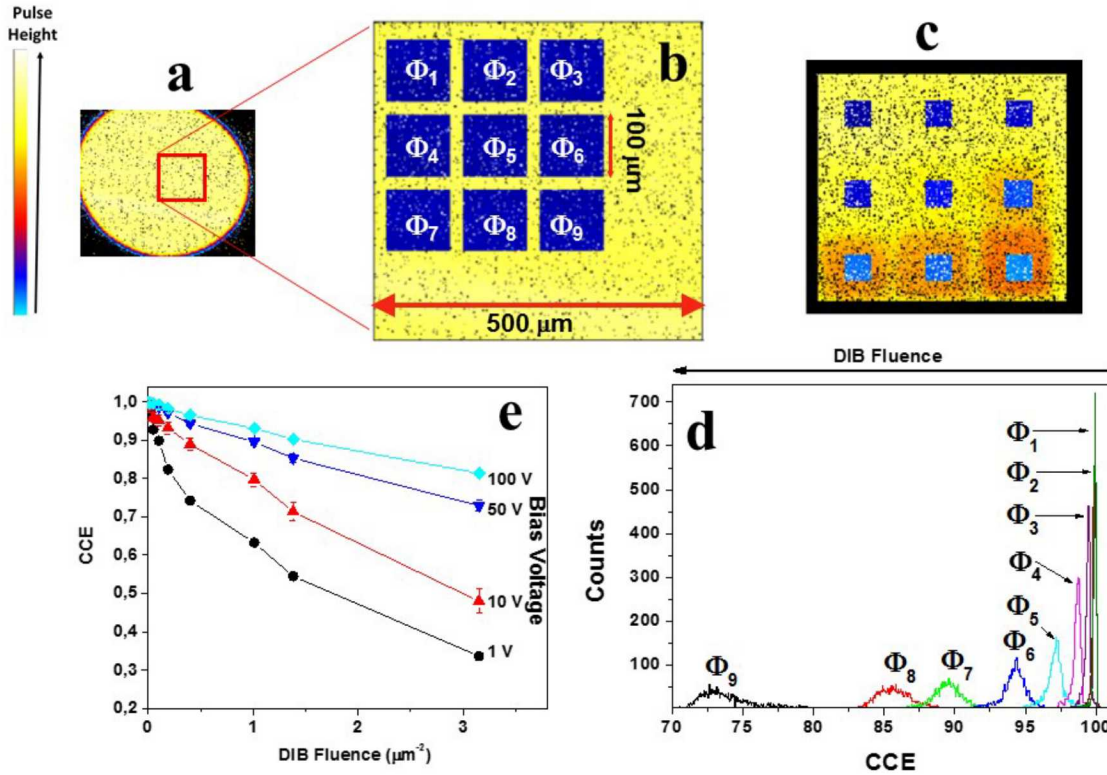 Pulse
Height
a
b
c
Φ1 Φ2 Φ3
Φ4 Φ5 Φ6
Φ7 Φ8 Φ9
100 μm
500 μm
e
1,0
0,9
0,8
0,7
0,6
0,5
0,4
0,3
0,2
CCE
0 1 2 3
DIB Fluence (μm-2)
100 V
50 V
10 V
1 V
Bias Voltage
DIB Fluence
d
700
600
500
400
300
200
100
Counts
Φ1
Φ2
Φ3
Φ4
Φ5
Φ6
Φ7
Φ8
Φ9
70 75 80 85 90 95 100
CCE